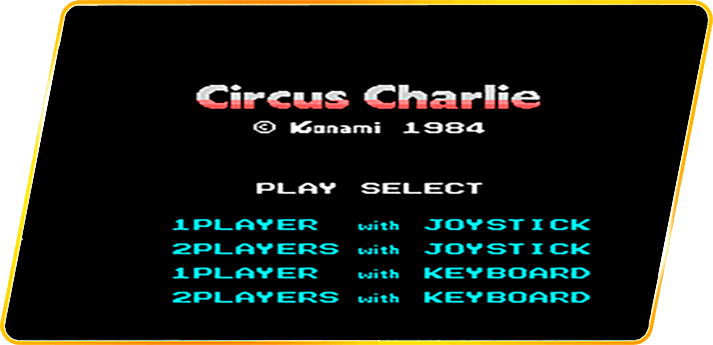 Circus Charlie
© Konami 1984
PLAY SELECT
1PLAYER with JOYSTICK
2PLAYERS with JOYSTICK
1PLAYER with KEYBOARD
2PLAYERS with KEYBOARD